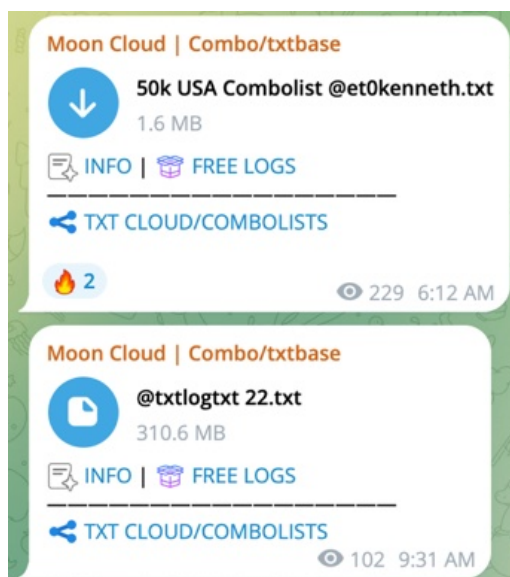 Moon Cloud | Combo/txtbase
50k USA Combolist @et0kenneth.txt
1.6 MB
INFO | FREE LOGS
———————————————————
TXT CLOUD/COMBOLISTS
🔥 2
229 6:12 AM
Moon Cloud | Combo/txtbase
@txtlogtxt 22.txt
310.6 MB
INFO | FREE LOGS
———————————————————
TXT CLOUD/COMBOLISTS
102 9:31 AM